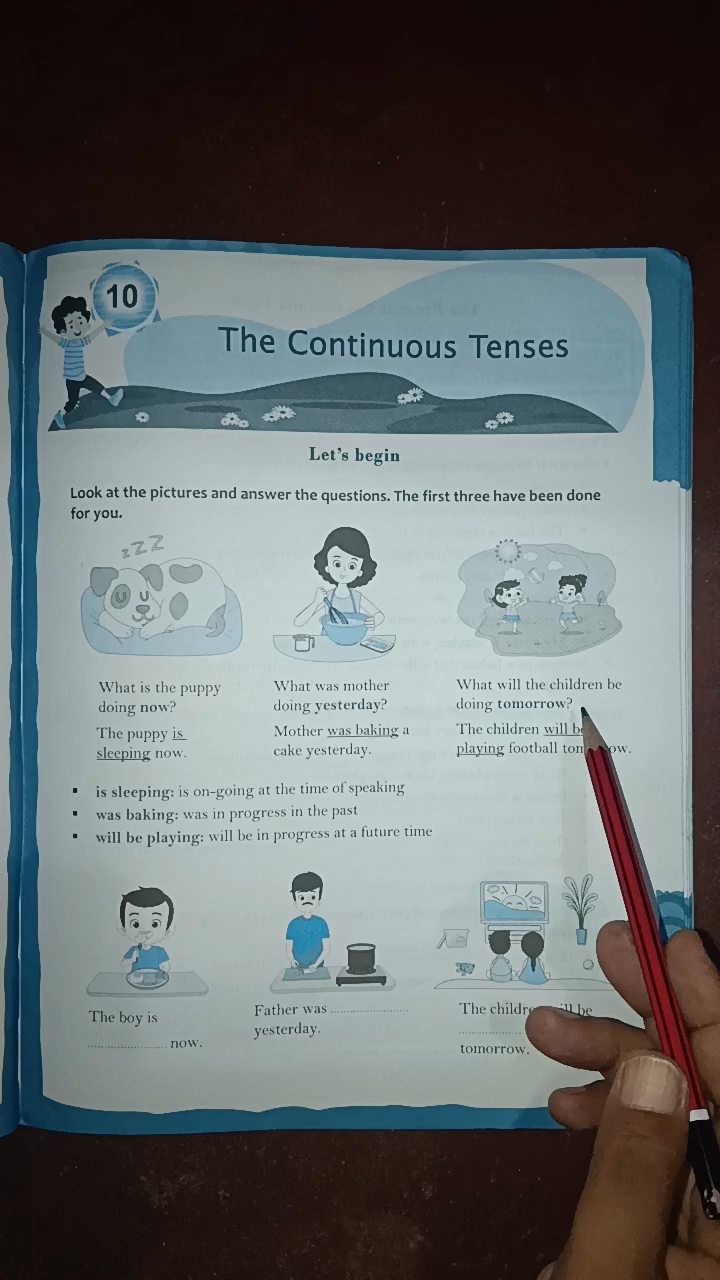 10
The Continuous Tenses
Let's begin
Look at the pictures and answer the questions. The first three have been done
for you.
zzZZ
What is the puppy
doing now?
The puppy is
sleeping now.
What was mother
doing yesterday?
Mother was baking a
cake yesterday.
What will the children be
doing tomorrow?
The children will be
playing football
▪ is sleeping: is on-going at the time of speaking
▪ was baking: was in progress in the past
▪ will be playing: will be in progress at a future time
The boy is
.................... now.
Father was ....................
yesterday.
The be
....................
tomorrow.